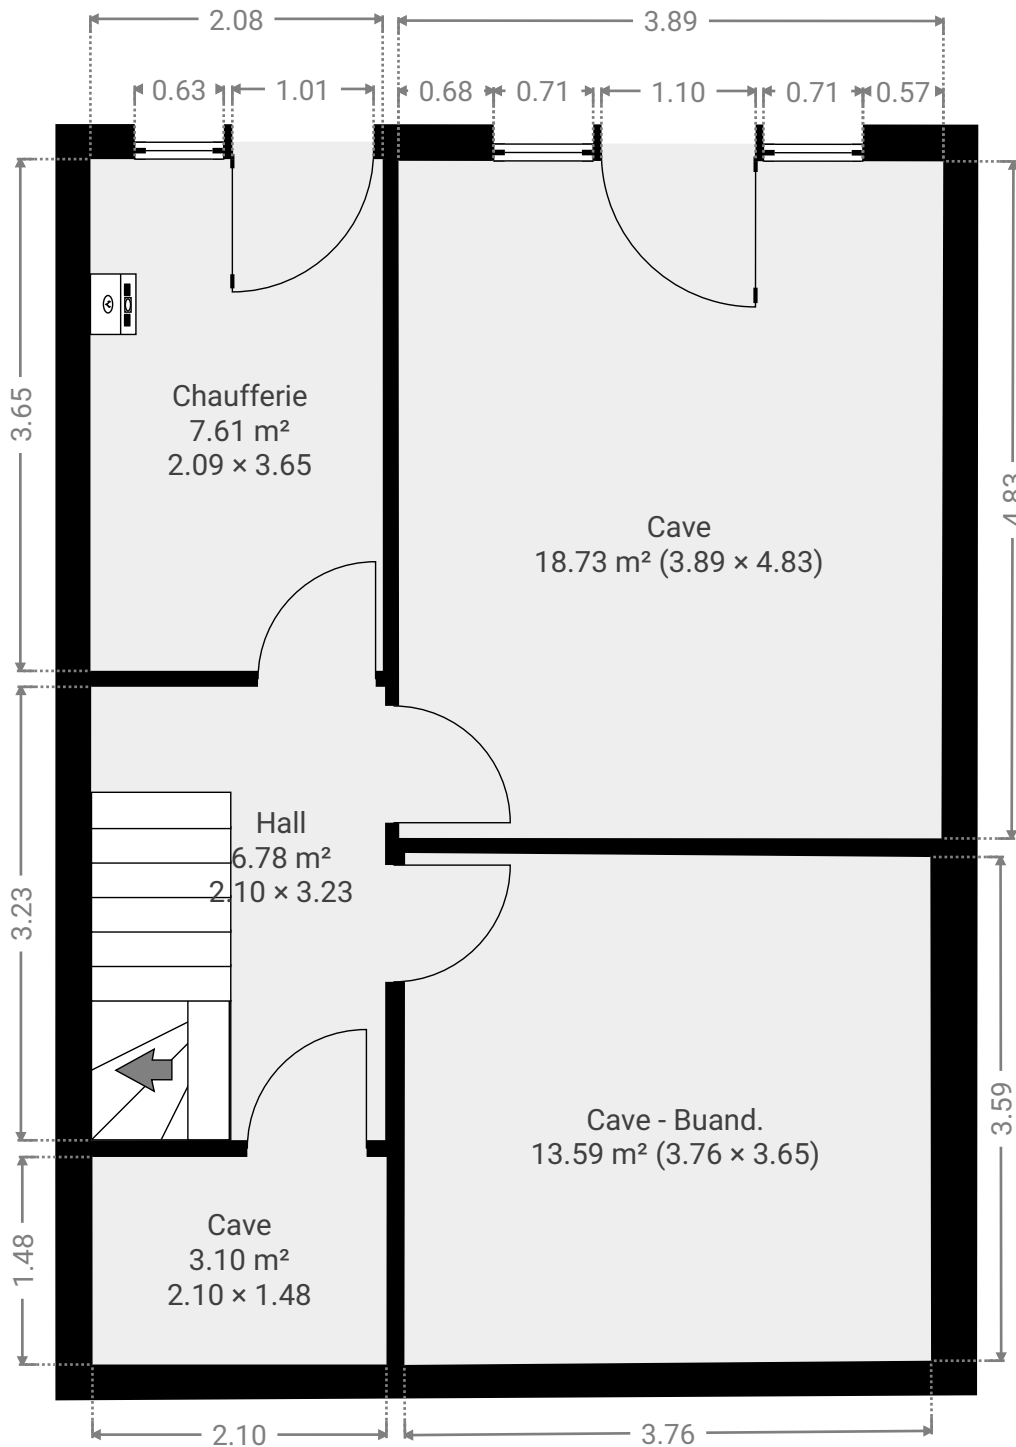 2.08
3.89
0.63
1.01
0.68
0.71
1.10
0.71
0.57
3.65
Chaufferie
7.61 m²
2.09 × 3.65
4.83
Cave
18.73 m² (3.89 × 4.83)
Hall
6.78 m²
2.10 × 3.23
3.23
3.59
Cave - Buand.
13.59 m² (3.76 × 3.65)
Cave
3.10 m²
2.10 × 1.48
1.48
2.10
3.76